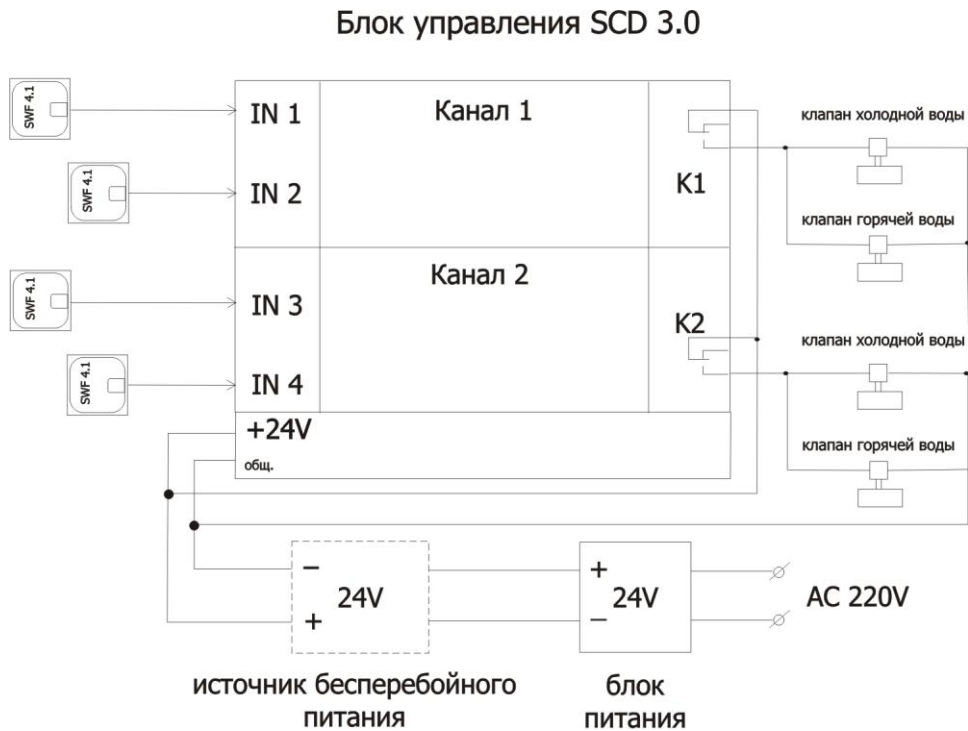 Блок управления SCD 3.0
SWF 4.1
IN 1
Канал 1
клапан холодной воды
SWF 4.1
IN 2
K1
клапан горячей воды
SWF 4.1
IN 3
Канал 2
K2
клапан холодной воды
SWF 4.1
IN 4
+24V
клапан горячей воды
общ.
− 24V +
+ 24V −
AC 220V
источник бесперебойного
питания
блок
питания